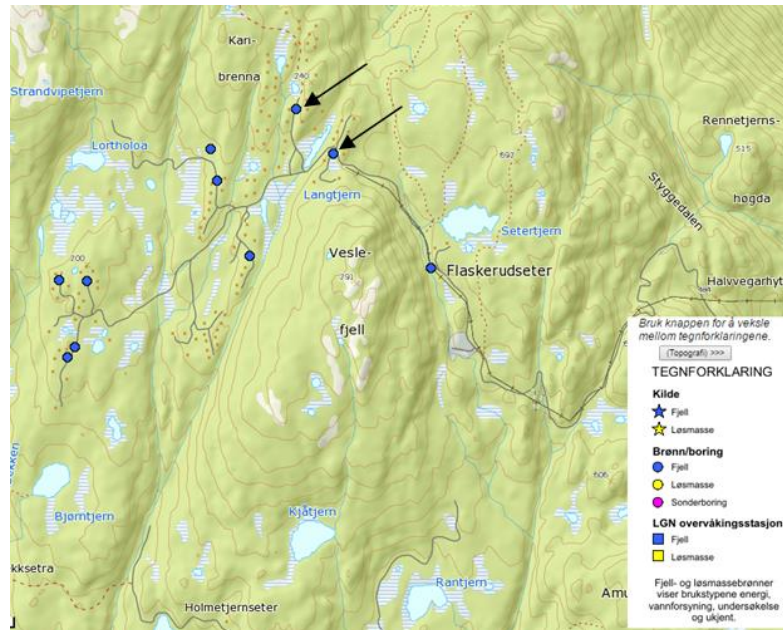 Kari-
brenna
240
Strandvipetjern
Lortholoa
Rennetjerns-
515
692
høgda
Styggedalen
Langtjern
Setertjern
Vesle-
791
fjell
200
Flaskerudseter
Halvvegarhyt
Bruk knappen for å veksle
mellom tegnforklaringene.
(Topografi) >>>
TEGNFORKLARING
Kilde
Fjell
Løsmasse
Brønn/boring
Fjell
Løsmasse
Sonderboring
LGN overvåkingsstasjon
Fjell
Løsmasse
Fjell- og løsmassebrønner
viser brukstypene energi,
vannforsyning, undersøkelse
og ukjent.
606
Bjørntjern
Kjåtjern
kksetra
Holmetjernseter
Rantjern
Amu